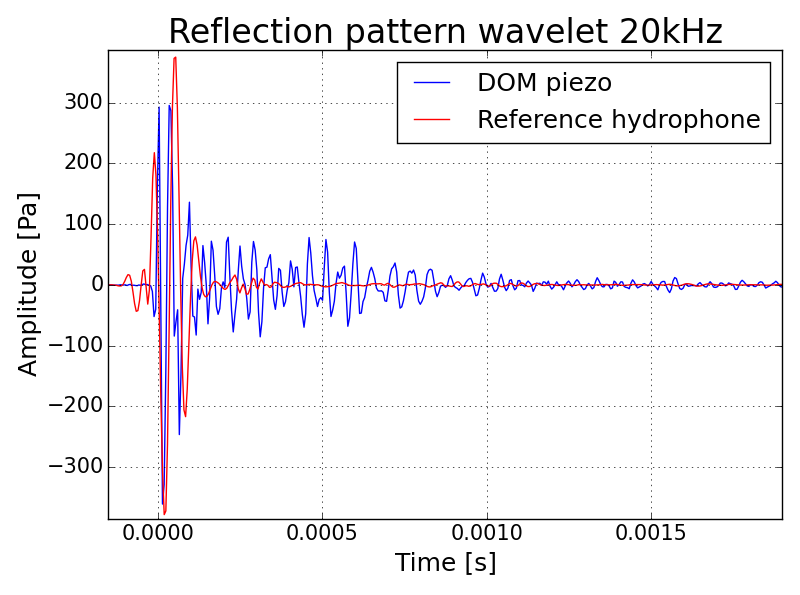 Reflection pattern wavelet 20kHz
DOM piezo
Reference hydrophone
Amplitude [Pa]
300
200
100
0
−100
−200
−300
0.0000 0.0005 0.0010 0.0015
Time [s]